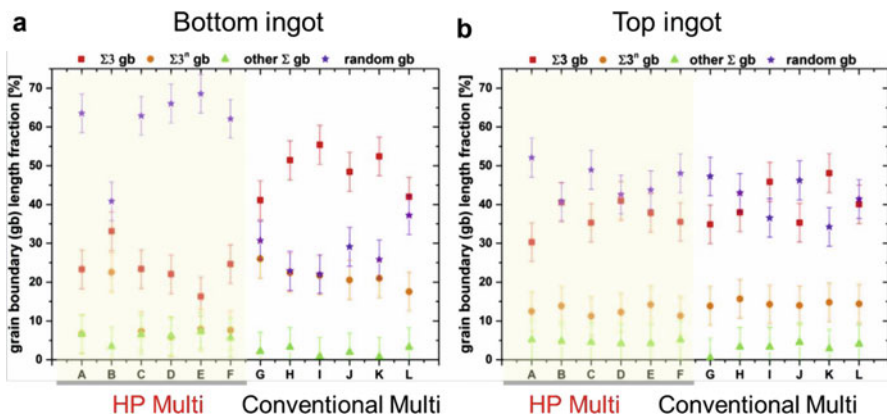 a Bottom ingot
Σ3 gb Σ3ⁿ gb other Σ gb random gb
grain boundary (gb) length fraction [%]
70
60
50
40
30
20
10
0
A B C D E F G H I J K L
HP Multi Conventional Multi
b Top ingot
Σ3 gb Σ3ⁿ gb other Σ gb random gb
grain boundary (gb) length fraction [%]
70
60
50
40
30
20
10
0
A B C D E F G H I J K L
HP Multi Conventional Multi